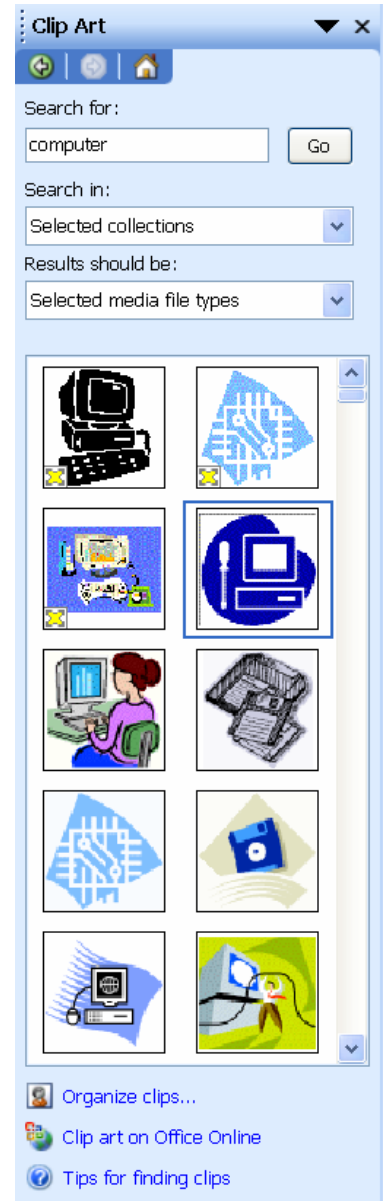 Clip Art
Search for:
computer
Go
Search in:
Selected collections
Results should be:
Selected media file types
Organize clips...
Clip art on Office Online
Tips for finding clips